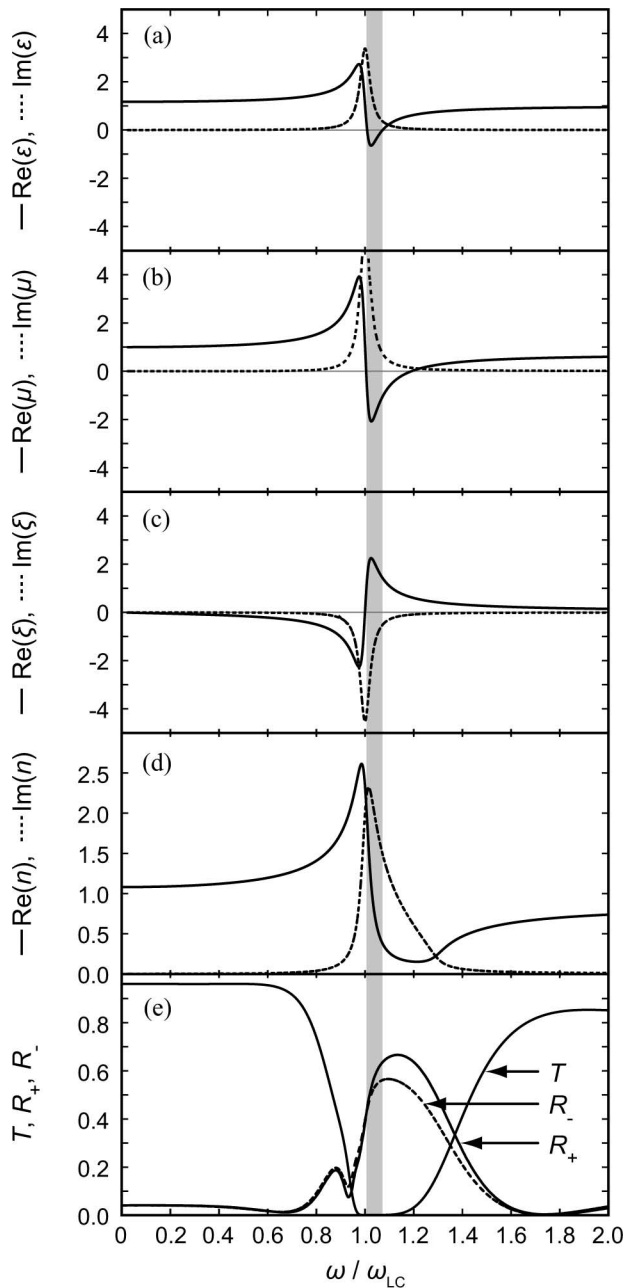 (a)
— Re(ε), ---- Im(ε)
4
2
0
-2
-4
(b)
— Re(μ), ---- Im(μ)
4
2
0
-2
-4
(c)
— Re(ξ), ---- Im(ξ)
4
2
0
-2
-4
(d)
— Re(n), ---- Im(n)
2.5
2.0
1.5
1.0
0.5
0.0
(e)
T, R+, R-
0.8
0.6
0.4
0.2
0.0
T
R-
R+
0 0.2 0.4 0.6 0.8 1.0 1.2 1.4 1.6 1.8 2.0
ω / ωLC